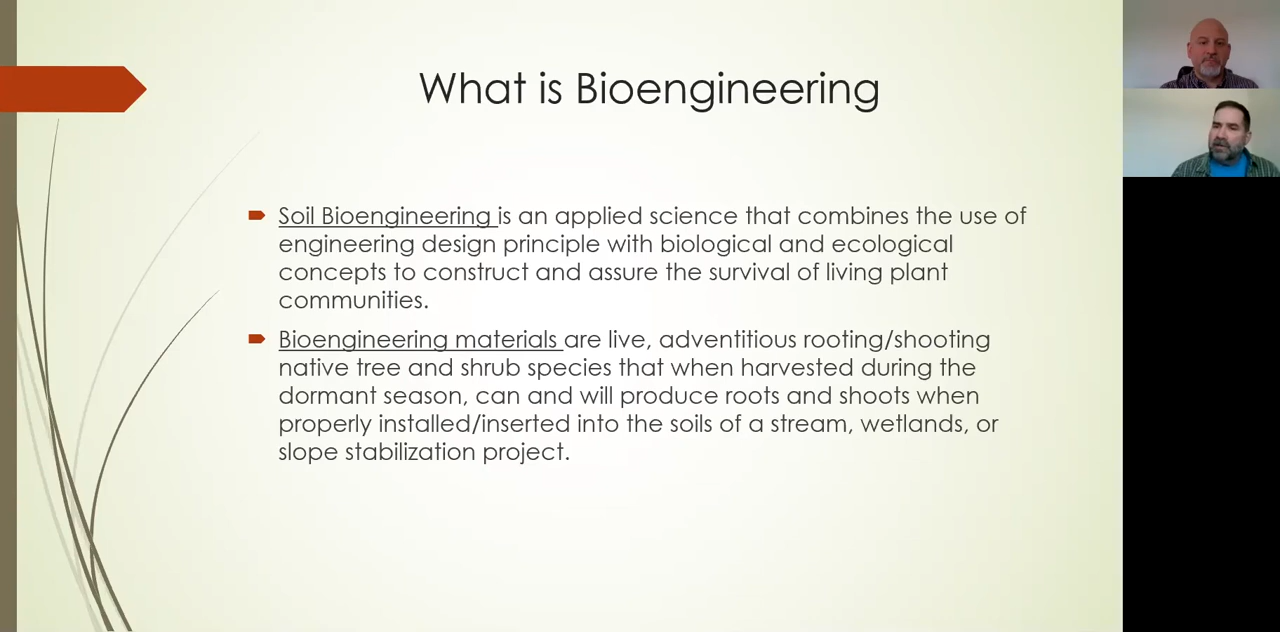 What is Bioengineering
Soil Bioengineering is an applied science that combines the use of
engineering design principle with biological and ecological
concepts to construct and assure the survival of living plant
communities.
Bioengineering materials are live, adventitious rooting/shooting
native tree and shrub species that when harvested during the
dormant season, can and will produce roots and shoots when
properly installed/inserted into the soils of a stream, wetlands, or
slope stabilization project.